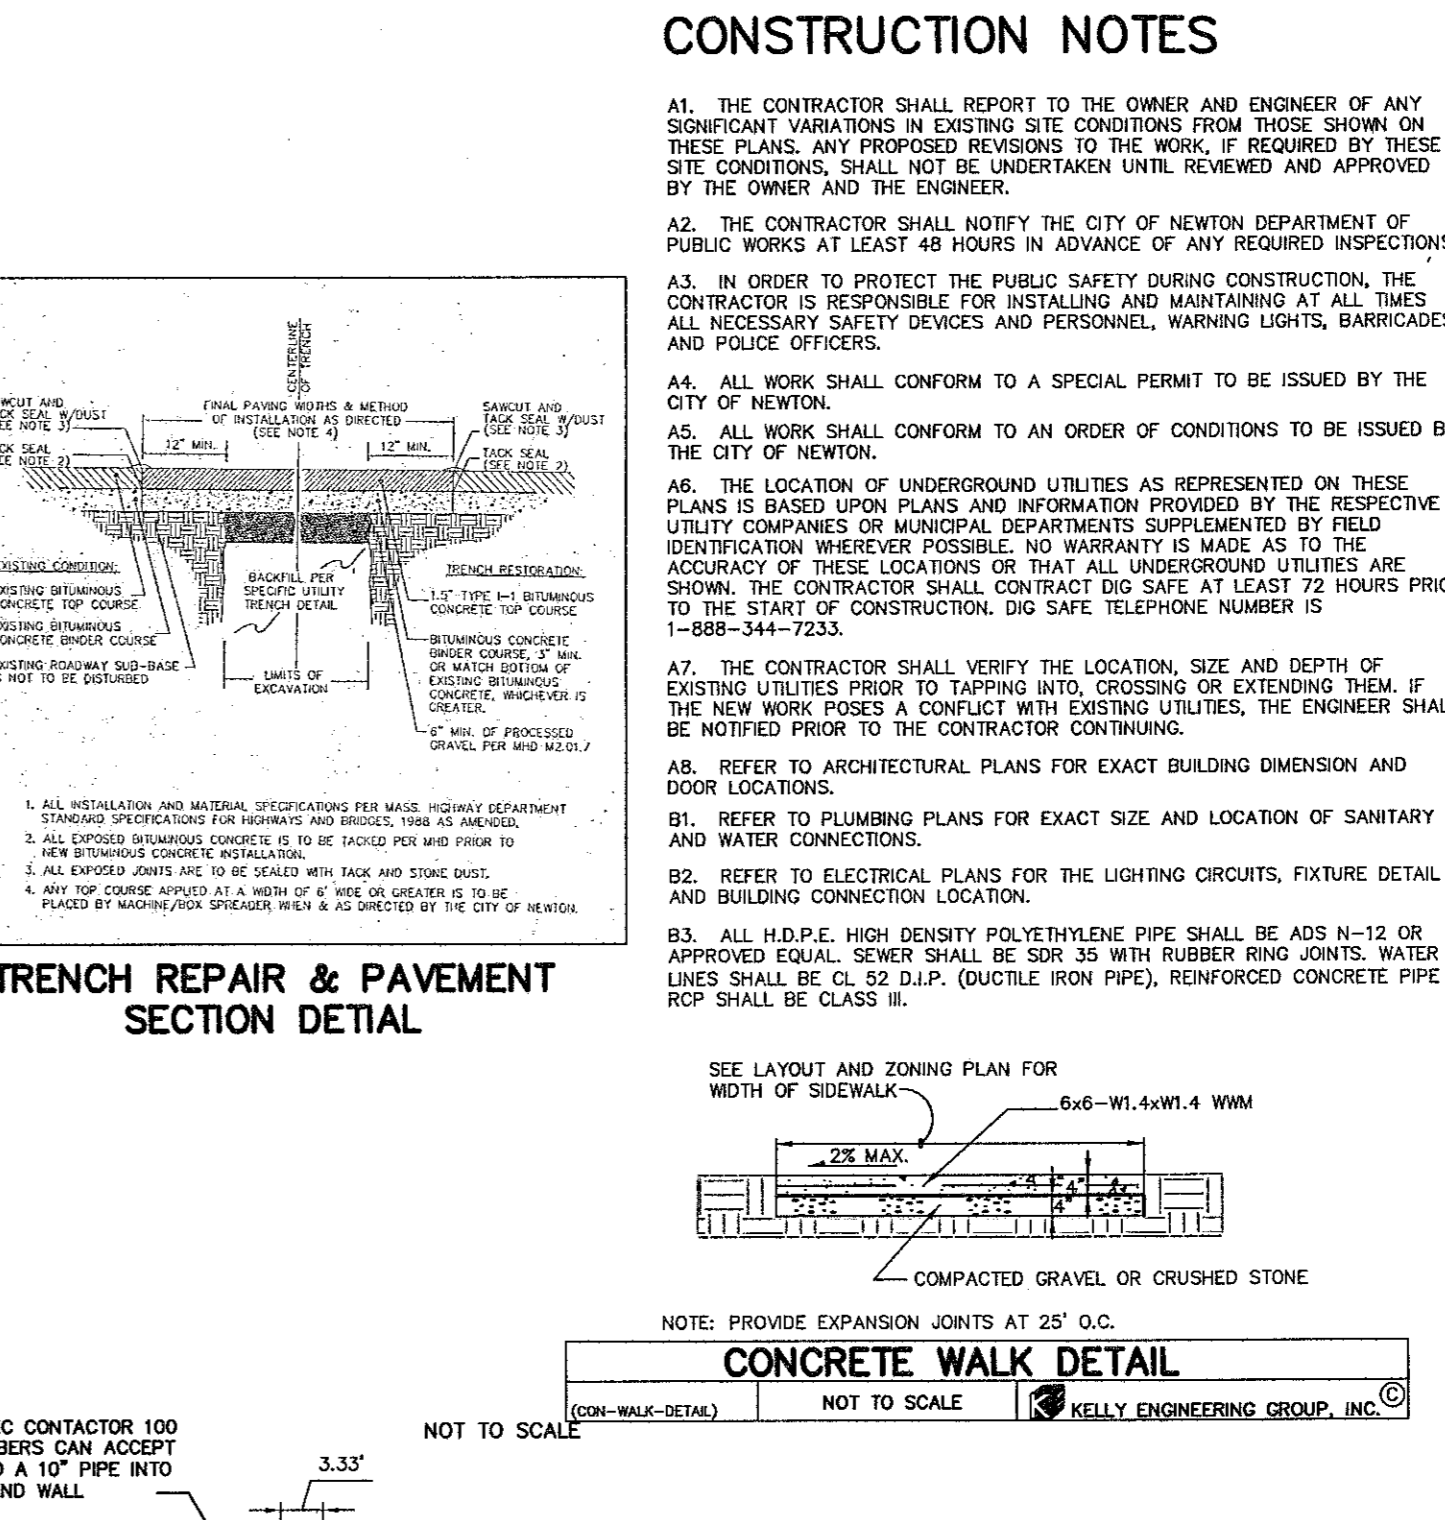 CONSTRUCTION NOTES
A1. THE CONTRACTOR SHALL REPORT TO THE OWNER AND ENGINEER OF ANY
SIGNIFICANT VARIATIONS IN EXISTING SITE CONDITIONS FROM THOSE SHOWN ON
THESE PLANS. ANY PROPOSED REVISIONS TO THE WORK, IF REQUIRED BY THESE
SITE CONDITIONS, SHALL NOT BE UNDERTAKEN UNTIL REVIEWED AND APPROVED
BY THE OWNER AND THE ENGINEER.
A2. THE CONTRACTOR SHALL NOTIFY THE CITY OF NEWTON DEPARTMENT OF
PUBLIC WORKS AT LEAST 48 HOURS IN ADVANCE OF ANY REQUIRED INSPECTIONS
A3. IN ORDER TO PROTECT THE PUBLIC SAFETY DURING CONSTRUCTION, THE
CONTRACTOR IS RESPONSIBLE FOR INSTALLING AND MAINTAINING AT ALL TIMES
ALL NECESSARY SAFETY DEVICES AND PERSONNEL, WARNING LIGHTS, BARRICADES
AND POLICE OFFICERS.
A4. ALL WORK SHALL CONFORM TO A SPECIAL PERMIT TO BE ISSUED BY THE
CITY OF NEWTON.
A5. ALL WORK SHALL CONFORM TO AN ORDER OF CONDITIONS TO BE ISSUED B
THE CITY OF NEWTON.
A6. THE LOCATION OF UNDERGROUND UTILITIES AS REPRESENTED ON THESE
PLANS IS BASED UPON PLANS AND INFORMATION PROVIDED BY THE RESPECTIVE
UTILITY COMPANIES OR MUNICIPAL DEPARTMENTS SUPPLEMENTED BY FIELD
IDENTIFICATION WHEREVER POSSIBLE. NO WARRANTY IS MADE AS TO THE
ACCURACY OF THESE LOCATIONS OR THAT ALL UNDERGROUND UTILITIES ARE
SHOWN. THE CONTRACTOR SHALL CONTRACT DIG SAFE AT LEAST 72 HOURS PRIO
TO THE START OF CONSTRUCTION. DIG SAFE TELEPHONE NUMBER IS
1-888-344-7233.
A7. THE CONTRACTOR SHALL VERIFY THE LOCATION, SIZE AND DEPTH OF
EXISTING UTILITIES PRIOR TO TAPPING INTO, CROSSING OR EXTENDING THEM. IF
THE NEW WORK POSES A CONFLICT WITH EXISTING UTILITIES, THE ENGINEER SHAL
BE NOTIFIED PRIOR TO THE CONTRACTOR CONTINUING.
A8. REFER TO ARCHITECTURAL PLANS FOR EXACT BUILDING DIMENSION AND
DOOR LOCATIONS.
B1. REFER TO PLUMBING PLANS FOR EXACT SIZE AND LOCATION OF SANITARY
AND WATER CONNECTIONS.
B2. REFER TO ELECTRICAL PLANS FOR THE LIGHTING CIRCUITS, FIXTURE DETAIL
AND BUILDING CONNECTION LOCATION.
B3. ALL H.D.P.E. HIGH DENSITY POLYETHYLENE PIPE SHALL BE ADS N-12 OR
APPROVED EQUAL. SEWER SHALL BE SDR 35 WITH RUBBER RING JOINTS. WATER
LINES SHALL BE CL 52 D.I.P. (DUCTILE IRON PIPE), REINFORCED CONCRETE PIPE
RCP SHALL BE CLASS III.
CENTERLINE
OF TRENCH
WCUT AND
CK SEAL W/DUST
EE NOTE 3)
CK SEAL
EE NOTE 2)
FINAL PAVING WIDTHS & METHOD
OF INSTALLATION AS DIRECTED
(SEE NOTE 4)
12" MIN.
12" MIN.
SAWCUT AND
TACK SEAL W/DUST
(SEE NOTE 3)
TACK SEAL
(SEE NOTE 2)
XISTING CONDITION:
XISTING BITUMINOUS
ONCRETE TOP COURSE
XISTING BITUMINOUS
ONCRETE BINDER COURSE
XISTING ROADWAY SUB-BASE
S NOT TO BE DISTURBED
BACKFILL PER
SPECIFIC UTILITY
TRENCH DETAIL
LIMITS OF
EXCAVATION
TRENCH RESTORATION:
1.5" TYPE I-1 BITUMINOUS
CONCRETE TOP COURSE
BITUMINOUS CONCRETE
BINDER COURSE, 3" MIN.
OR MATCH BOTTOM OF
EXISTING BITUMINOUS
CONCRETE, WHICHEVER IS
GREATER.
6" MIN. OF PROCESSED
GRAVEL PER MHD M2.01.7
1. ALL INSTALLATION AND MATERIAL SPECIFICATIONS PER MASS. HIGHWAY DEPARTMENT
STANDARD SPECIFICATIONS FOR HIGHWAYS AND BRIDGES, 1988 AS AMENDED.
2. ALL EXPOSED BITUMINOUS CONCRETE IS TO BE TACKED PER MHD PRIOR TO
NEW BITUMINOUS CONCRETE INSTALLATION.
3. ALL EXPOSED JOINTS ARE TO BE SEALED WITH TACK AND STONE DUST.
4. ANY TOP COURSE APPLIED AT A WIDTH OF 6' WIDE OR GREATER IS TO BE
PLACED BY MACHINE/BOX SPREADER WHEN & AS DIRECTED BY THE CITY OF NEWTON.
TRENCH REPAIR & PAVEMENT
SECTION DETIAL
SEE LAYOUT AND ZONING PLAN FOR
WIDTH OF SIDEWALK
6x6-W1.4xW1.4 WWM
2% MAX.
4"
4"
COMPACTED GRAVEL OR CRUSHED STONE
NOTE: PROVIDE EXPANSION JOINTS AT 25' O.C.
CONCRETE WALK DETAIL
(CON-WALK-DETAIL)
NOT TO SCALE
KELLY ENGINEERING GROUP, INC.©
NOT TO SCALE
C CONTACTOR 100
BERS CAN ACCEPT
A 10" PIPE INTO
ND WALL
3.33'